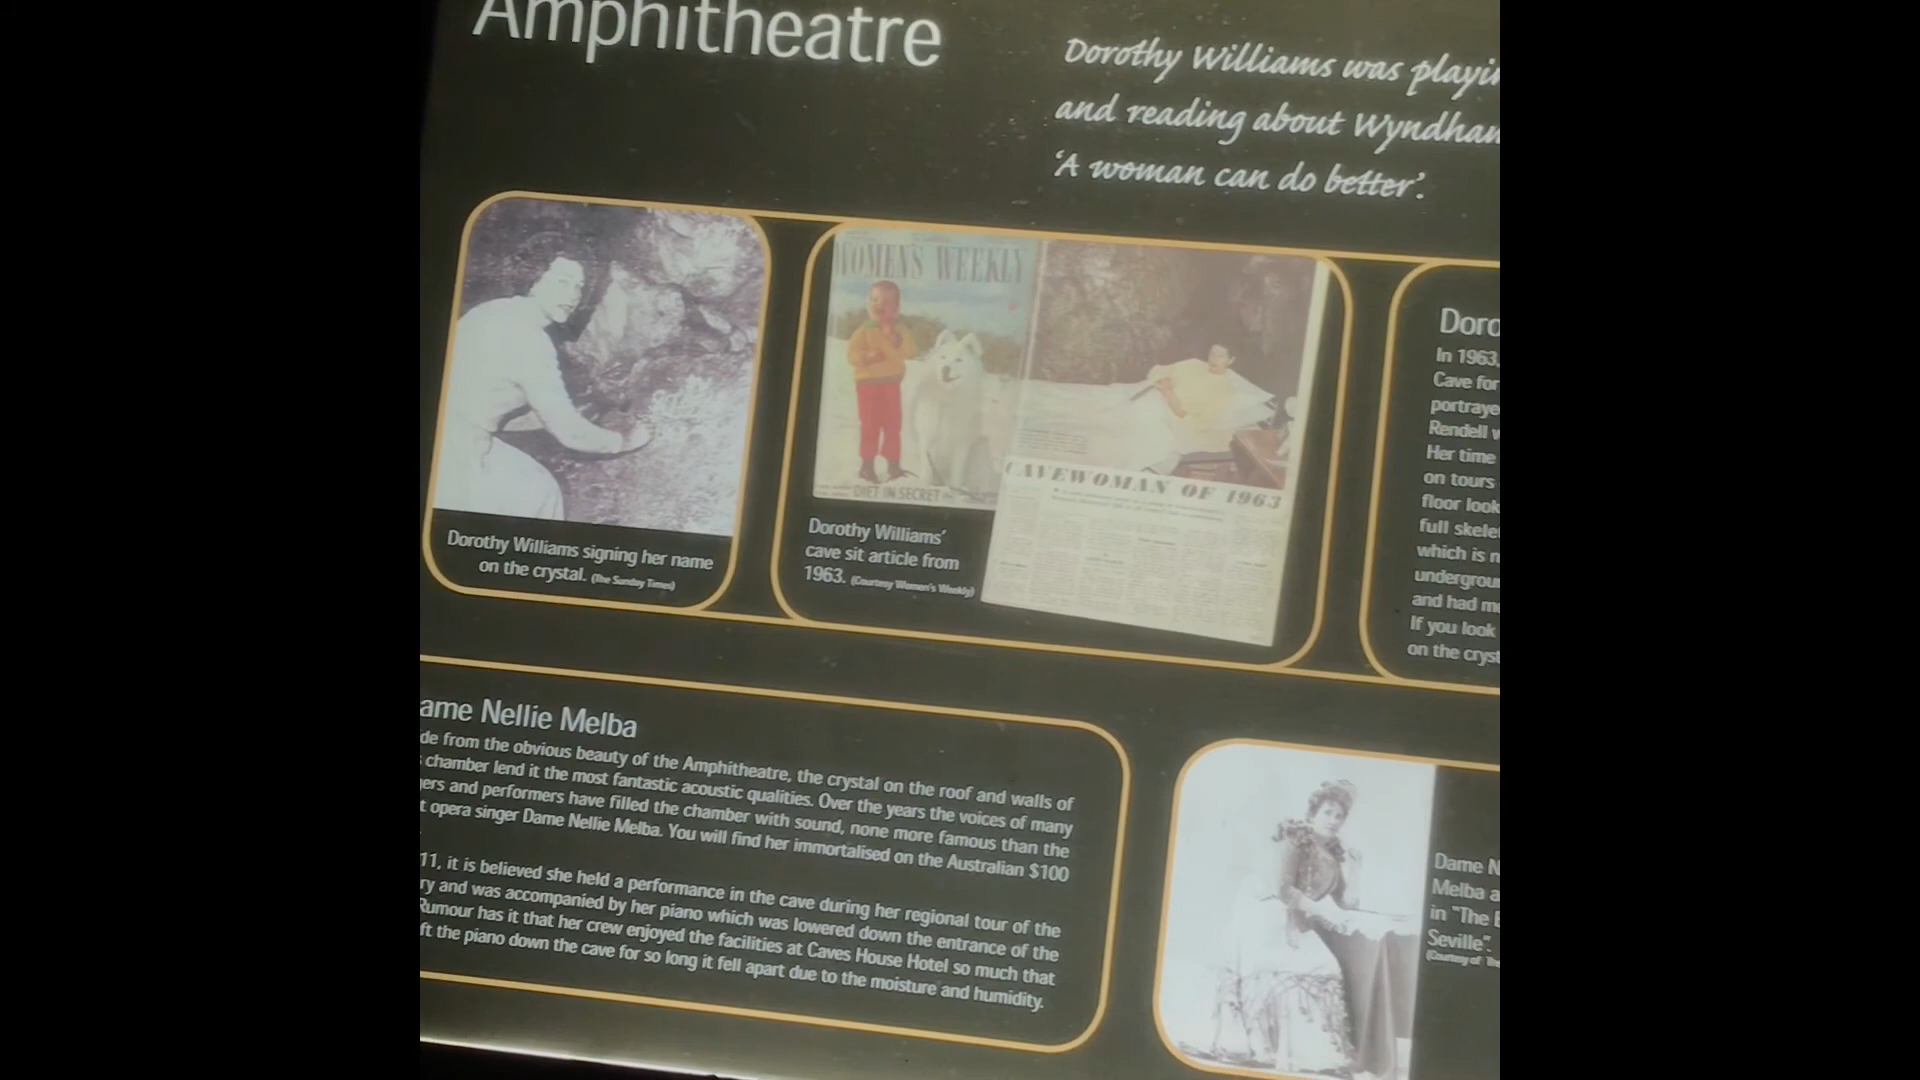 Amphitheatre
Dorothy Williams was playin
and reading about Wyndham
'A woman can do better'.
Dorothy Williams signing her name
on the crystal. (The Sunday Times)
WOMEN'S WEEKLY
DIET IN SECRET
CAVEWOMAN OF 1963
Dorothy Williams'
cave sit article from
1963. (Courtesy Women's Weekly)
Doro
In 1963,
Cave for
portraye
Rendell w
Her time
on tours
floor look
full skele
which is n
undergrou
and had me
If you look
on the cryst
ame Nellie Melba
de from the obvious beauty of the Amphitheatre, the crystal on the roof and walls of
chamber lend it the most fantastic acoustic qualities. Over the years the voices of many
ers and performers have filled the chamber with sound, none more famous than the
t opera singer Dame Nellie Melba. You will find her immortalised on the Australian $100
11, it is believed she held a performance in the cave during her regional tour of the
ry and was accompanied by her piano which was lowered down the entrance of the
Rumour has it that her crew enjoyed the facilities at Caves House Hotel so much that
ft the piano down the cave for so long it fell apart due to the moisture and humidity.
Dame N
Melba a
in "The
Seville".
(Courtesy of The